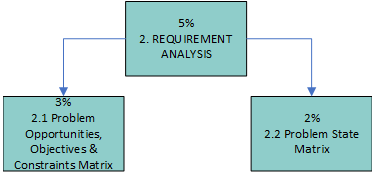 5%
2. REQUIREMENT
ANALYSIS
3%
2.1 Problem
Opportunities,
Objectives &
Constraints Matrix
2%
2.2 Problem State
Matrix